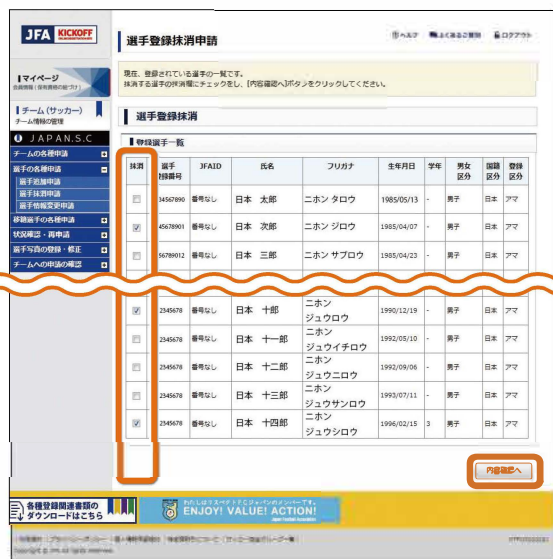 JFA KICKOFF
選手登録抹消申請
ヘルプ よくあるご質問 ログアウト
マイページ
チーム(サッカー)
チーム情報の管理
JAPAN.S.C
チームの各種申請
選手の各種申請
選手追加申請
選手抹消申請
選手情報変更申請
移籍選手の各種申請
状況確認・再申請
選手写真の登録・修正
チームへの申請の確認
現在、登録されている選手の一覧です。
抹消する選手の抹消欄にチェックをし、[内容確認へ]ボタンをクリックしてください。
選手登録抹消
登録選手一覧
抹消 選手登録番号 JFAID 氏名 フリガナ 生年月日 学年 男女区分 国籍区分 登録区分
34567890 番号なし 日本 太郎 ニホン タロウ 1985/05/13 - 男子 日本 アマ
45678901 番号なし 日本 次郎 ニホン ジロウ 1985/04/07 - 男子 日本 アマ
56789012 番号なし 日本 三郎 ニホン サブロウ 1985/04/23 - 男子 日本 アマ
2345678 番号なし 日本 十郎 ニホン ジュウロウ 1990/12/19 - 男子 日本 アマ
2345678 番号なし 日本 十一郎 ニホン ジュウイチロウ 1992/05/10 - 男子 日本 アマ
2345678 番号なし 日本 十二郎 ニホン ジュウニロウ 1992/09/06 - 男子 日本 アマ
2345678 番号なし 日本 十三郎 ニホン ジュウサンロウ 1993/07/11 - 男子 日本 アマ
2345678 番号なし 日本 十四郎 ニホン ジュウシロウ 1996/02/15 3 男子 日本 アマ
内容確認へ
各種登録関連書類の
ダウンロードはこちら
わたしはリスペクトFCジャパンのメンバーです。
ENJOY! VALUE! ACTION!